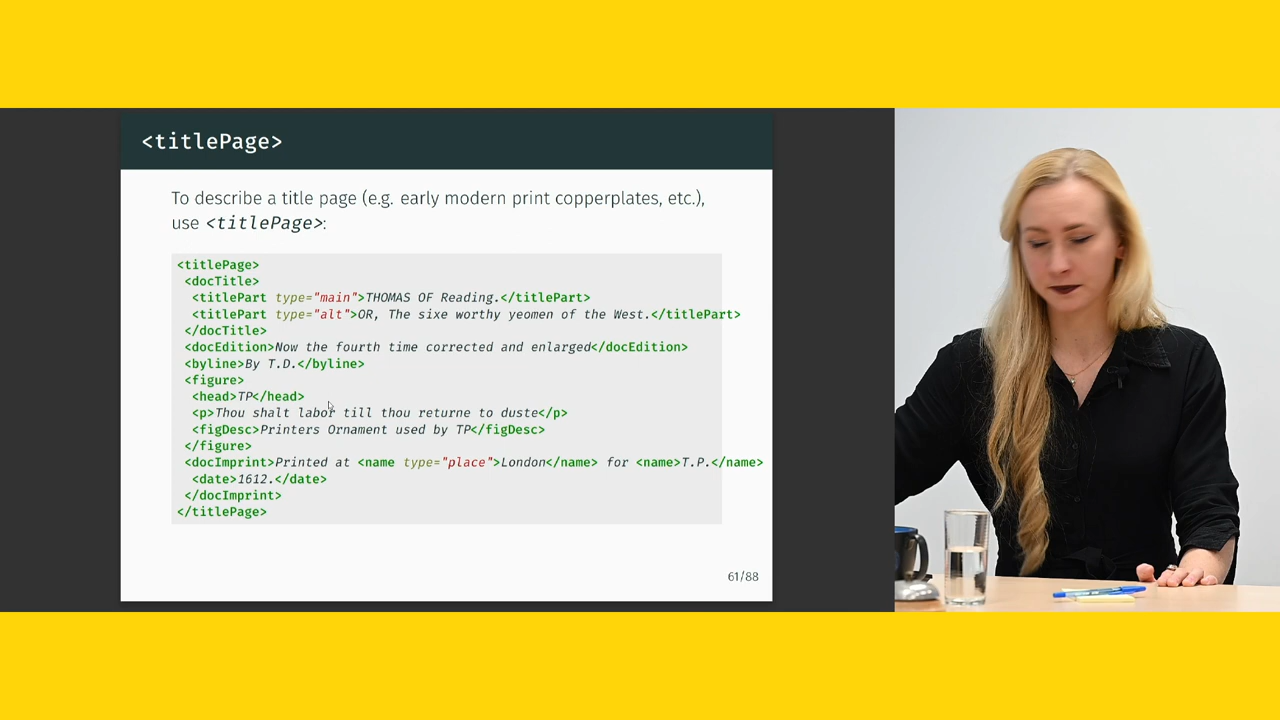 <titlePage>
To describe a title page (e.g. early modern print copperplates, etc.),
use <titlePage>:
<titlePage>
<docTitle>
<titlePart type="main">THOMAS OF Reading.</titlePart>
<titlePart type="alt">OR, The sixe worthy yeomen of the West.</titlePart>
</docTitle>
<docEdition>Now the fourth time corrected and enlarged</docEdition>
<byline>By T.D.</byline>
<figure>
<head>TP</head>
<p>Thou shalt labor till thou returne to duste</p>
<figDesc>Printers Ornament used by TP</figDesc>
</figure>
<docImprint>Printed at <name type="place">London</name> for <name>T.P.</name>
<date>1612.</date>
</docImprint>
</titlePage>
61/88